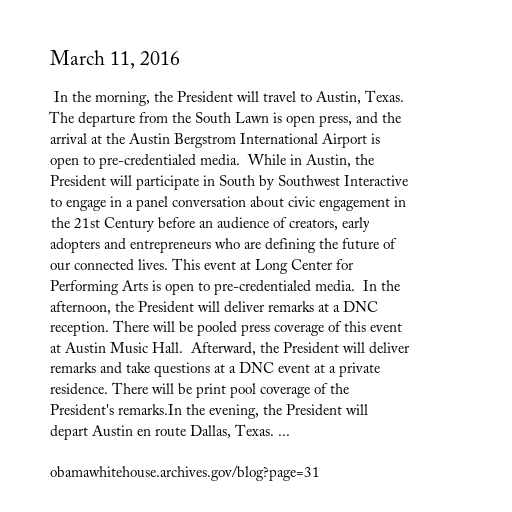 March 11, 2016
In the morning, the President will travel to Austin, Texas.
The departure from the South Lawn is open press, and the
arrival at the Austin Bergstrom International Airport is
open to pre-credentialed media.  While in Austin, the
President will participate in South by Southwest Interactive
to engage in a panel conversation about civic engagement in
the 21st Century before an audience of creators, early
adopters and entrepreneurs who are defining the future of
our connected lives. This event at Long Center for
Performing Arts is open to pre-credentialed media.  In the
afternoon, the President will deliver remarks at a DNC
reception. There will be pooled press coverage of this event
at Austin Music Hall.  Afterward, the President will deliver
remarks and take questions at a DNC event at a private
residence. There will be print pool coverage of the
President's remarks.In the evening, the President will
depart Austin en route Dallas, Texas. ...
obamawhitehouse.archives.gov/blog?page=31